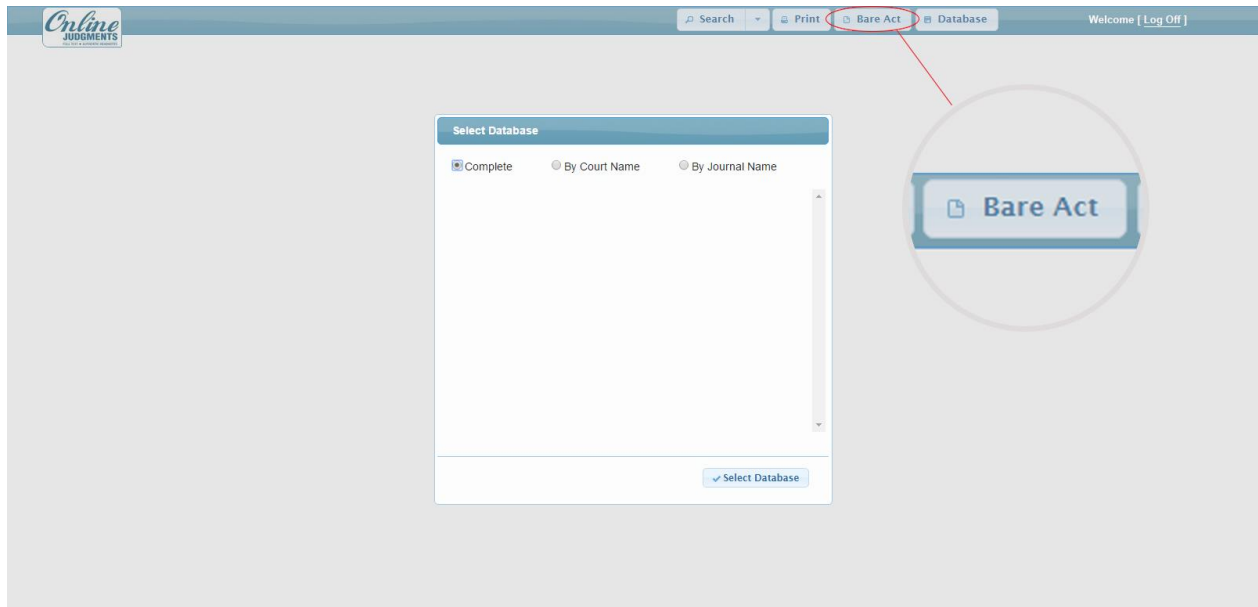 Online
JUDGMENTS
Search
Print
Bare Act
Database
Welcome [ Log Off ]
Select Database
Complete
By Court Name
By Journal Name
Bare Act
Select Database